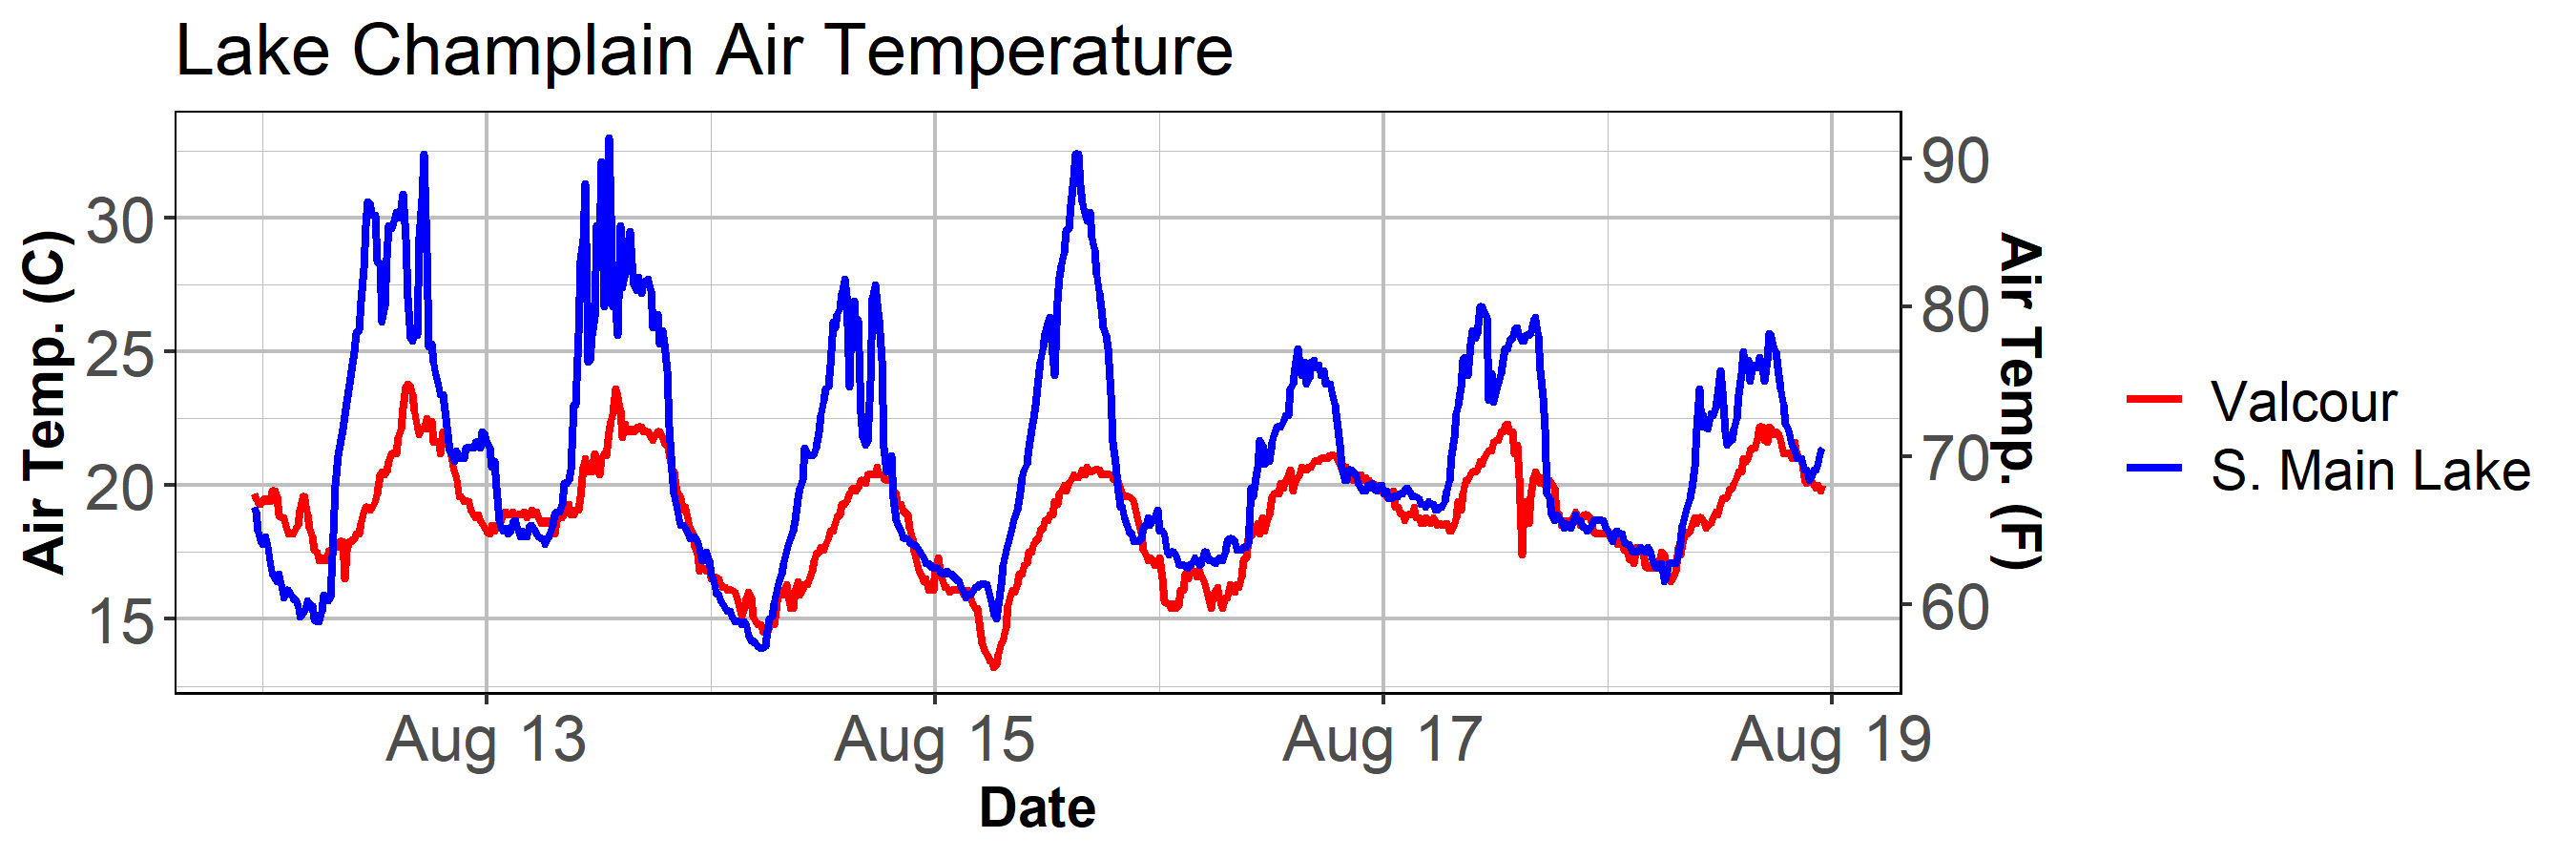 Lake Champlain Air Temperature
Air Temp. (C)
30
25
20
15
90
80
70
60
Air Temp. (F)
Aug 13
Aug 15
Aug 17
Aug 19
Date
Valcour
S. Main Lake